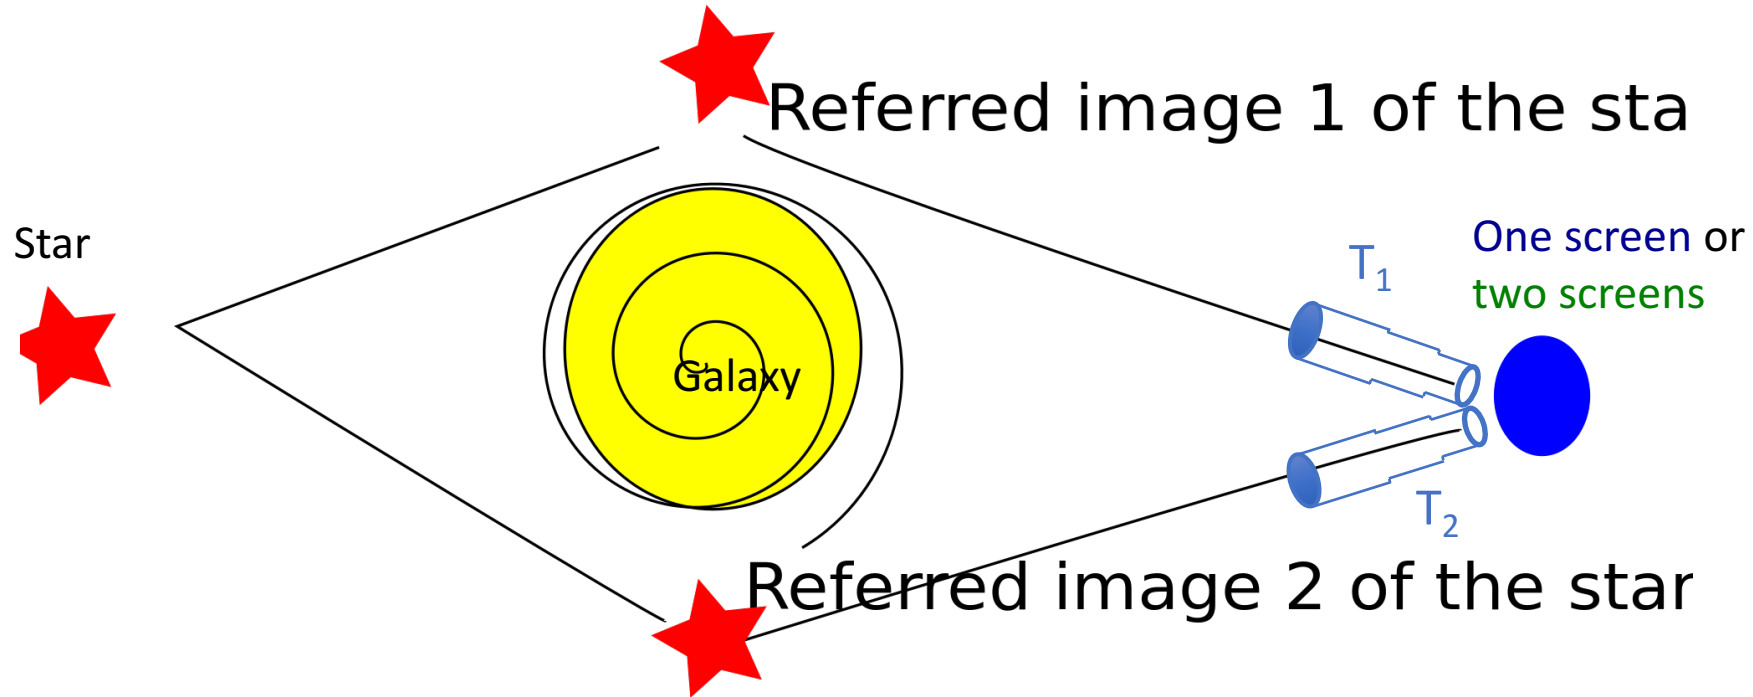 Referred image 1 of the sta
Star
One screen or
two screens
T1
Galaxy
T2
Referred image 2 of the star